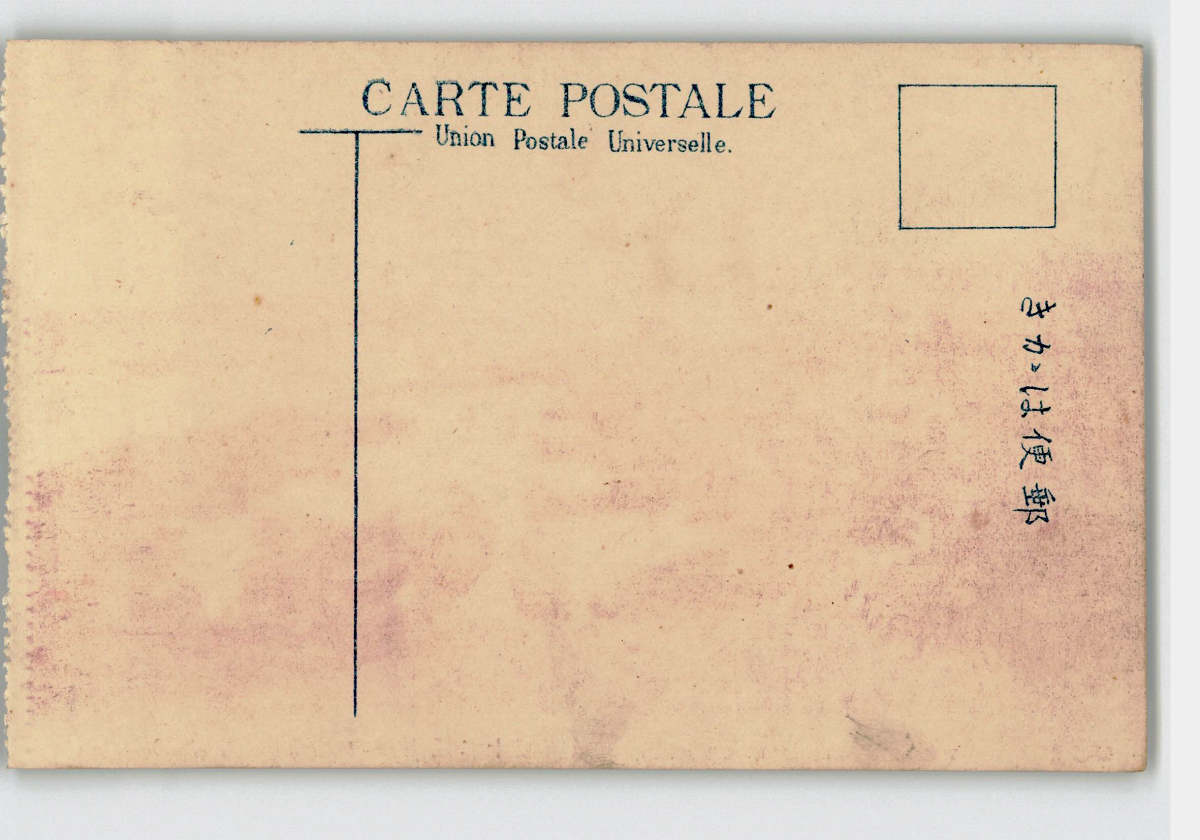 CARTE POSTALE
Union Postale Universelle.
郵便はがき